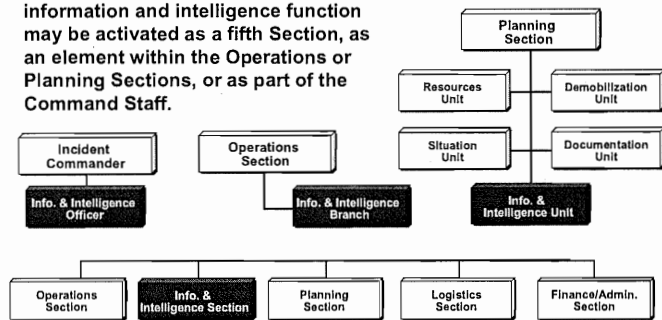 information and intelligence function
may be activated as a fifth Section, as
an element within the Operations or
Planning Sections, or as part of the
Command Staff.
Planning
Section
Resources
Unit
Demobilization
Unit
Situation
Unit
Documentation
Unit
Info. &
Intelligence Unit
Incident
Commander
Info. & Intelligence
Officer
Operations
Section
Info. & Intelligence
Branch
Operations
Section
Info. &
Intelligence Section
Planning
Section
Logistics
Section
Finance/Admin.
Section